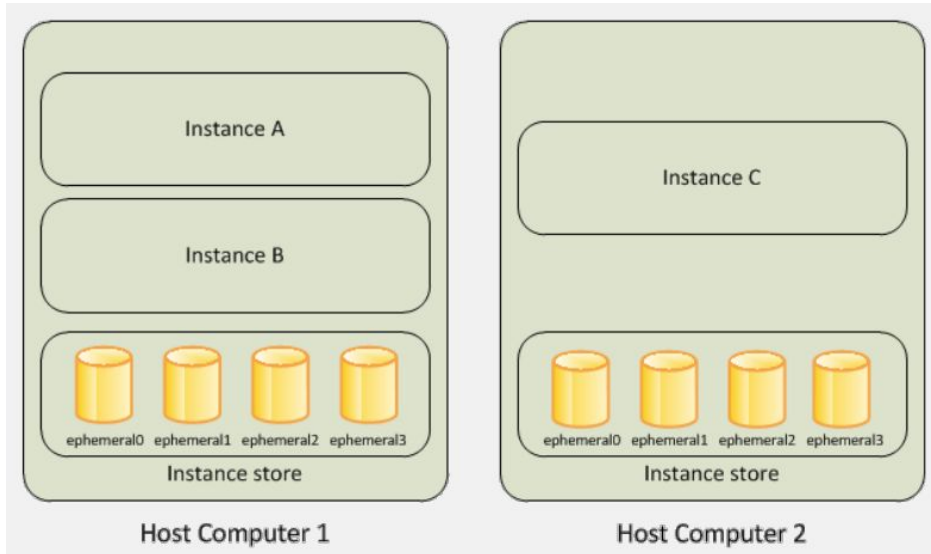 Instance A
Instance B
ephemeral0 ephemeral1 ephemeral2 ephemeral3
Instance store
Host Computer 1
Instance C
ephemeral0 ephemeral1 ephemeral2 ephemeral3
Instance store
Host Computer 2